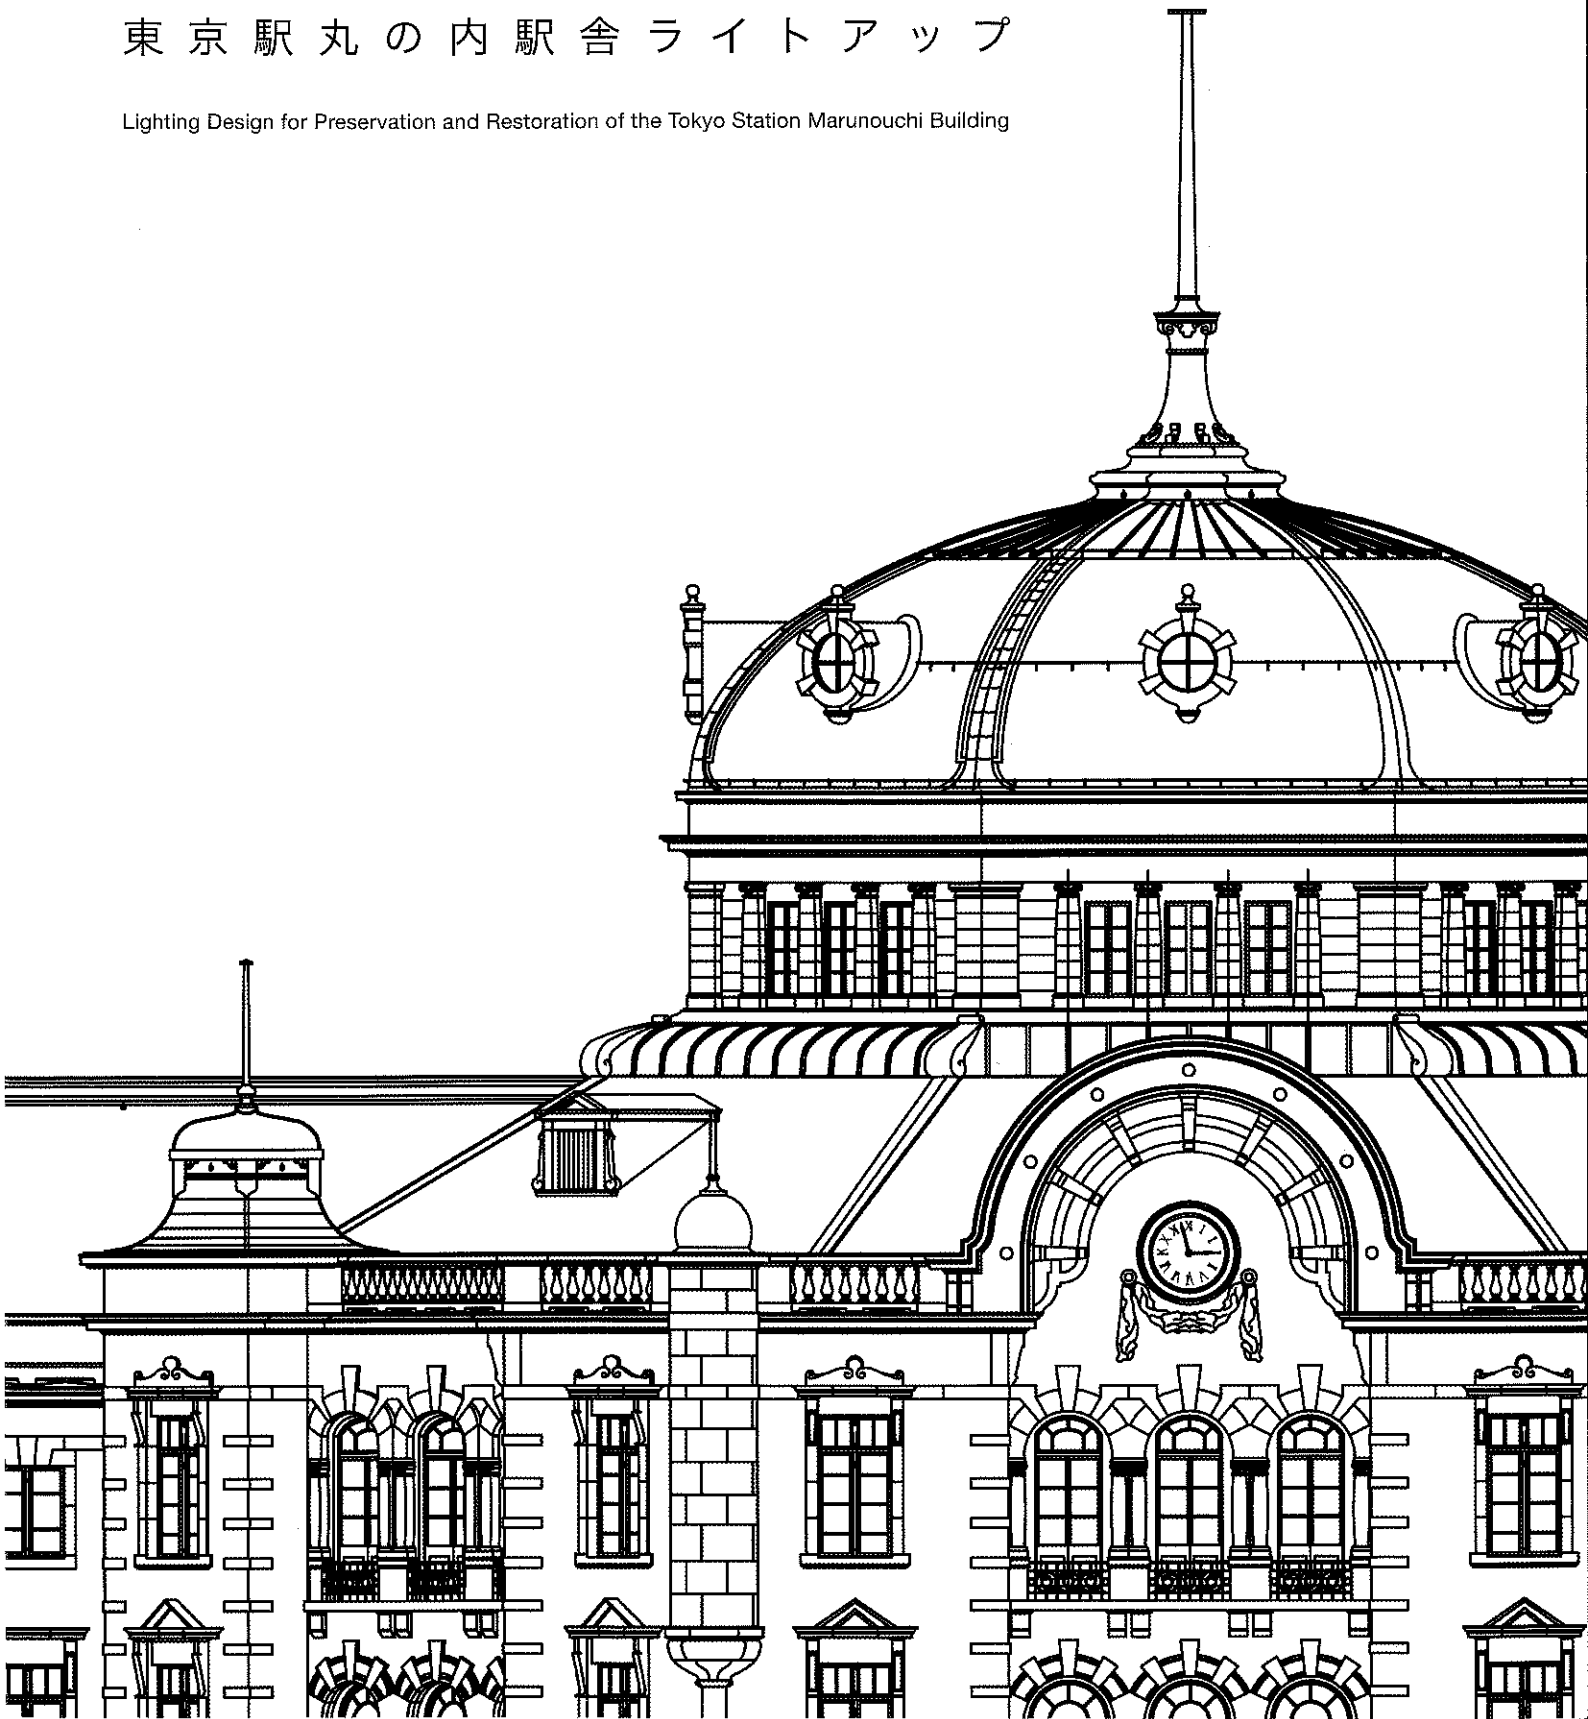 東京駅丸の内駅舎ライトアップ
Lighting Design for Preservation and Restoration of the Tokyo Station Marunouchi Building